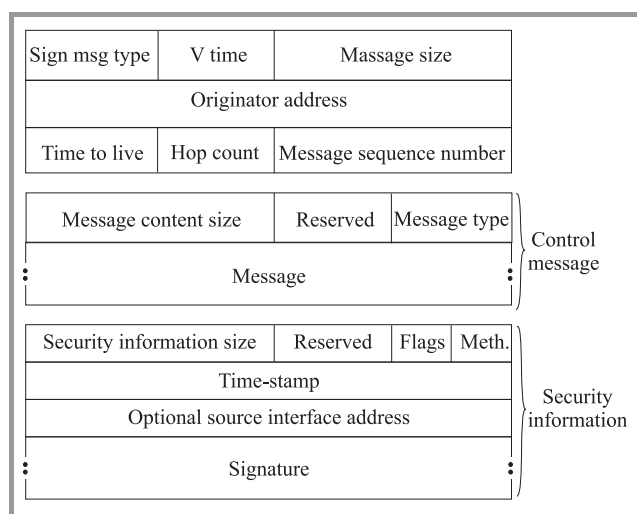 Sign msg type V time Massage size
Originator address
Time to live Hop count Message sequence number
Message content size Reserved Message type
Message
Control
message
Security information size Reserved Flags Meth.
Time-stamp
Optional source interface address
Signature
Security
information